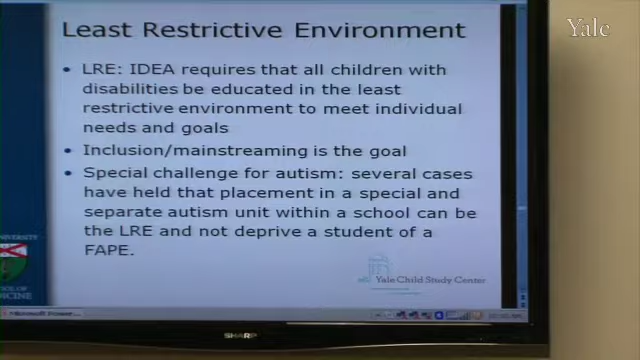 Yale
Least Restrictive Environment
• LRE: IDEA requires that all children with
disabilities be educated in the least
restrictive environment to meet individual
needs and goals
• Inclusion/mainstreaming is the goal
• Special challenge for autism: several cases
have held that placement in a special and
separate autism unit within a school can be
the LRE and not deprive a student of a
FAPE.
Yale Child Study Center
SHARP